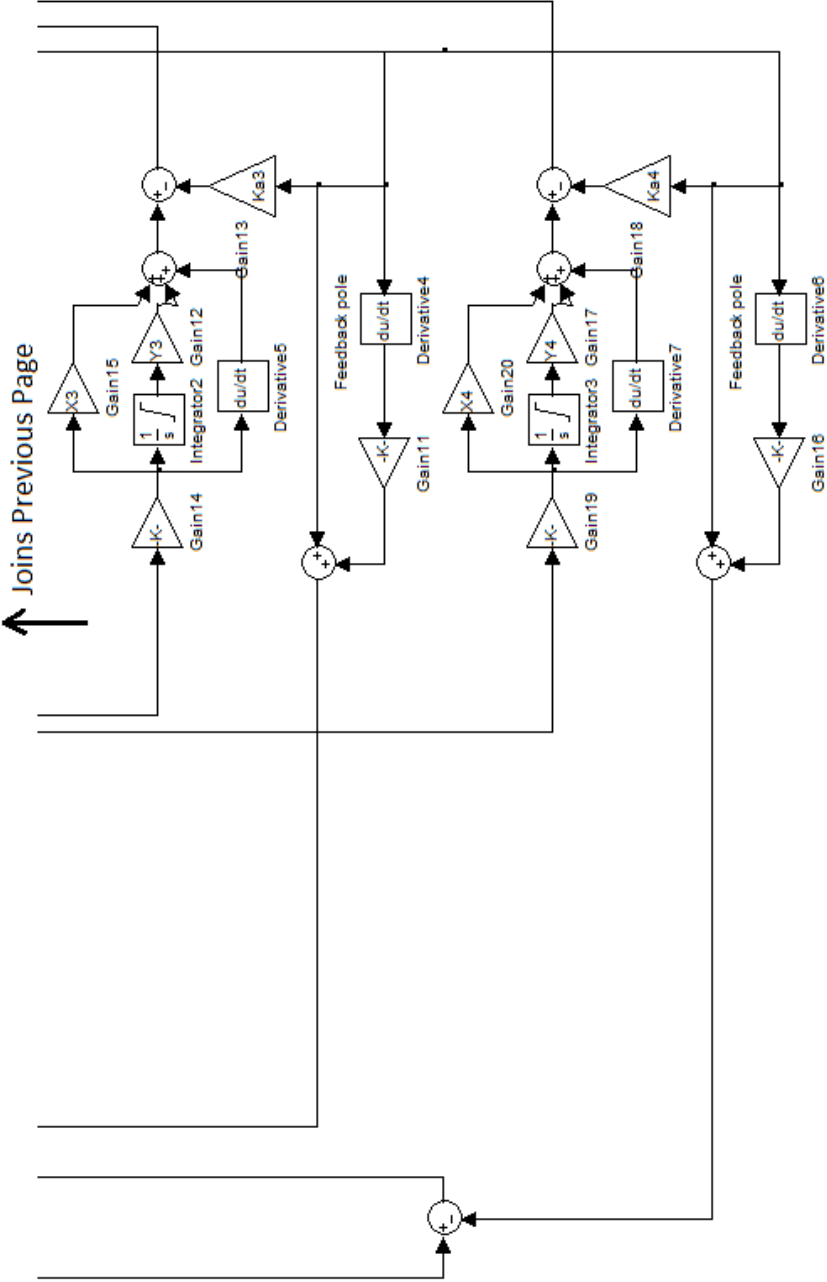 Joins Previous Page
+-
Ka3
Gain13
+-
Ka4
Gain18
X3
Gain15
Y3
Gain12
1
s
Integrator2
du/dt
Derivative5
-K-
Gain14
Feedback pole
du/dt
Derivative4
-K-
Gain11
++
X4
Gain20
Y4
Gain17
1
s
Integrator3
du/dt
Derivative7
-K-
Gain19
Feedback pole
du/dt
Derivative6
-K-
Gain16
++
+-